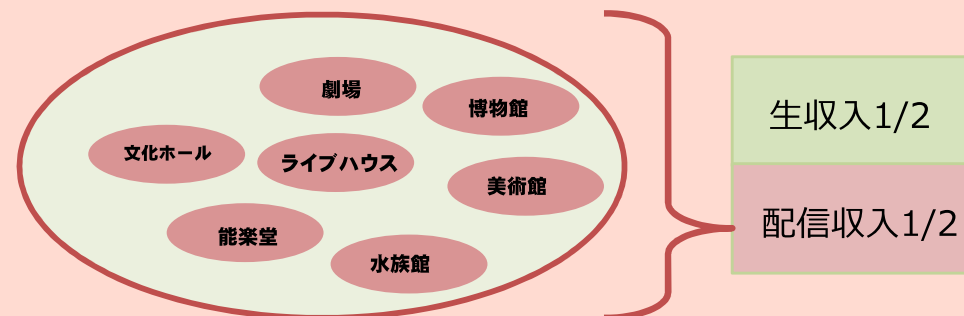 劇場
博物館
文化ホール
ライブハウス
美術館
能楽堂
水族館
生収入1/2
配信収入1/2